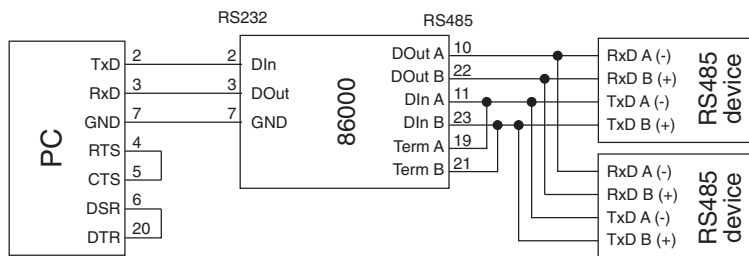 RS232
RS485
PC
TxD 2
RxD 3
GND 7
RTS 4
CTS 5
DSR 6
DTR 20
86000
2 DIn
3 DOut
7 GND
DOut A 10
DOut B 22
DIn A 11
DIn B 23
Term A 19
Term B 21
RxD A (-)
RxD B (+)
TxD A (-)
TxD B (+)
RS485
device
RxD A (-)
RxD B (+)
TxD A (-)
TxD B (+)
RS485
device